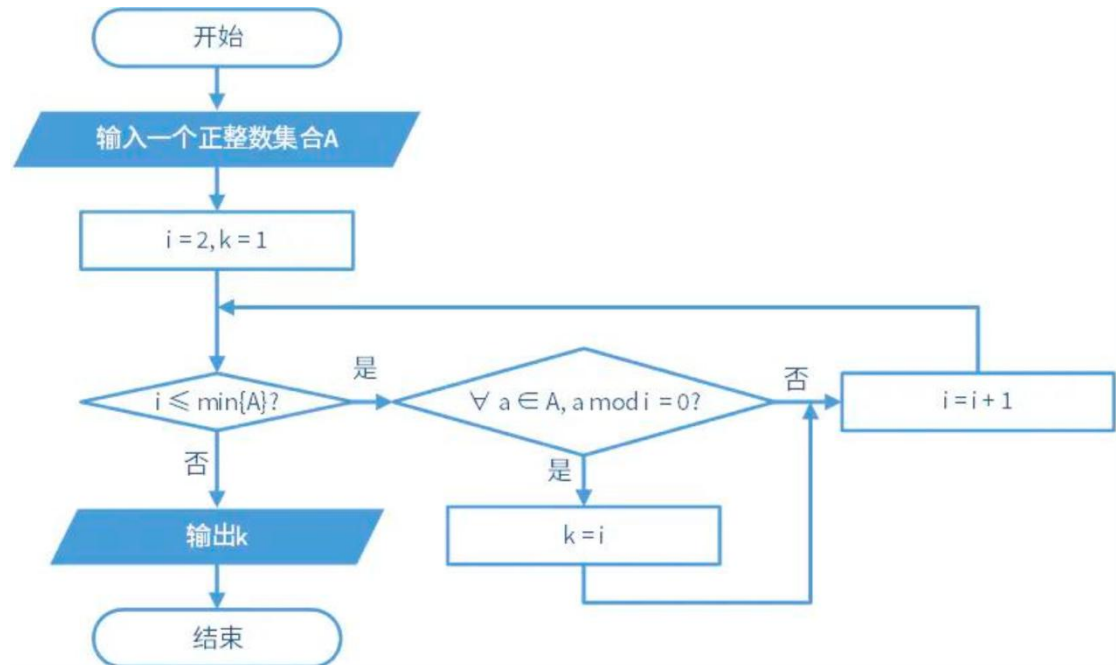 开始
输入一个正整数集合A
i = 2, k = 1
i ≤ min{A}?
是
∀ a ∈ A, a mod i = 0?
否
i = i + 1
否
是
k = i
输出k
结束